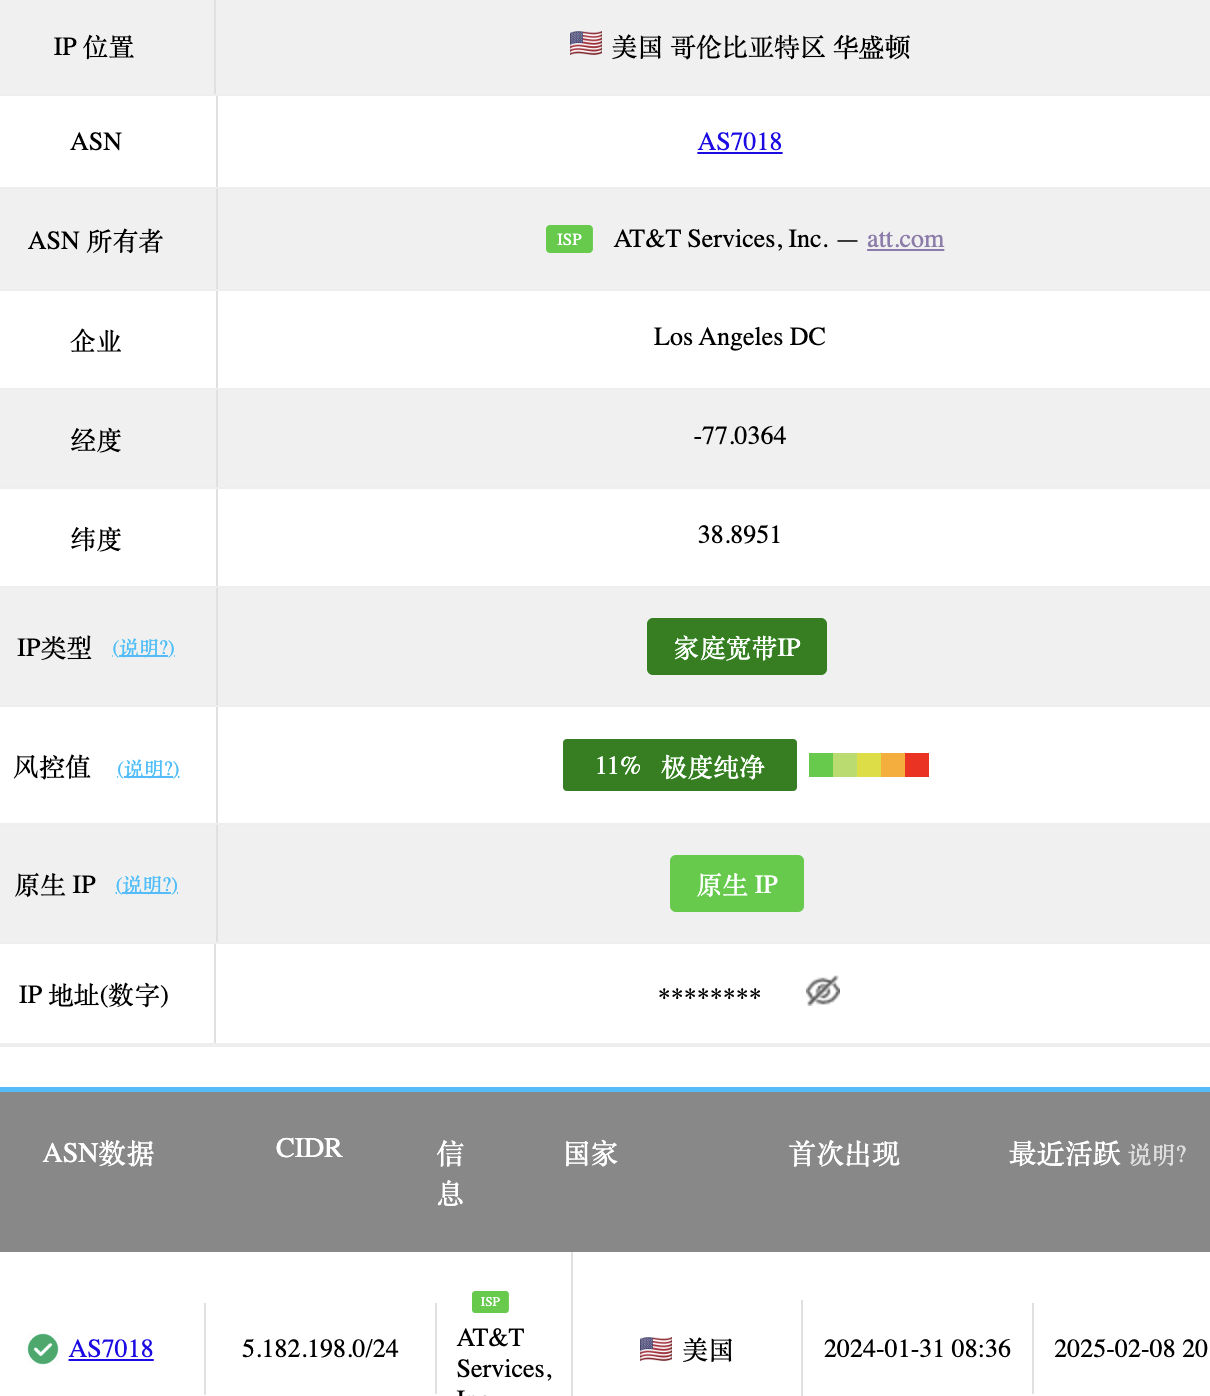 IP 位置
美国 哥伦比亚特区 华盛顿
ASN
AS7018
ASN 所有者
ISP AT&T Services, Inc. — att.com
企业
Los Angeles DC
经度
-77.0364
纬度
38.8951
IP类型 (说明?)
家庭宽带IP
风控值 (说明?)
11% 极度纯净
原生 IP (说明?)
原生 IP
IP 地址(数字)
********
ASN数据
CIDR
信
息
国家
首次出现
最近活跃 说明?
AS7018
5.182.198.0/24
ISP
AT&T
Services,
美国
2024-01-31 08:36
2025-02-08 20